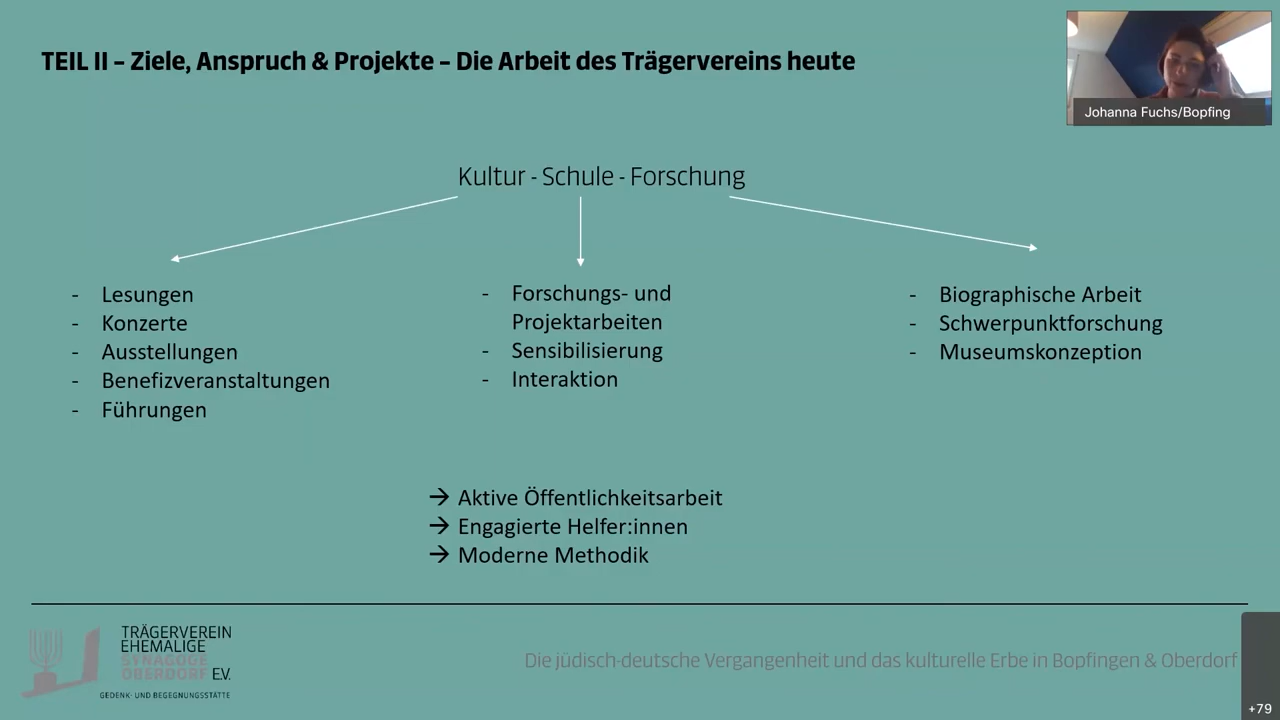 TEIL II – Ziele, Anspruch & Projekte – Die Arbeit des Trägervereins heute
Johanna Fuchs/Bopfing
Kultur - Schule - Forschung
- Lesungen
- Konzerte
- Ausstellungen
- Benefizveranstaltungen
- Führungen
- Forschungs- und
Projektarbeiten
- Sensibilisierung
- Interaktion
- Biographische Arbeit
- Schwerpunktforschung
- Museumskonzeption
→ Aktive Öffentlichkeitsarbeit
→ Engagierte Helfer:innen
→ Moderne Methodik
TRÄGERVEREIN
EHEMALIGE
SYNAGOGE
OBERDORF E.V.
GEDENK- UND BEGEGNUNGSSTÄTTE
Die jüdisch-deutsche Vergangenheit und das kulturelle Erbe in Bopfingen & Oberdorf
+79